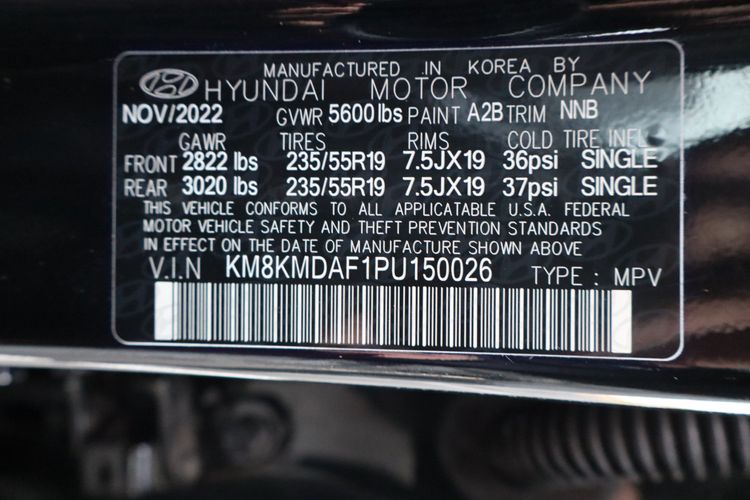 MANUFACTURED IN KOREA BY
HYUNDAI MOTOR COMPANY
NOV/2022 GVWR 5600lbs PAINT A2B TRIM NNB
GAWR TIRES RIMS COLD TIRE INFL
FRONT 2822 lbs 235/55R19 7.5JX19 36psi SINGLE
REAR 3020 lbs 235/55R19 7.5JX19 37psi SINGLE
THIS VEHICLE CONFORMS TO ALL APPLICATABLE U.S.A. FEDERAL
MOTOR VEHICLE SAFETY AND THEFT PREVENTION STANDARDS
IN EFFECT ON THE DATE OF MANUFACTURE SHOWN ABOVE
V.I.N KM8KMDAF1PU150026 TYPE : MPV